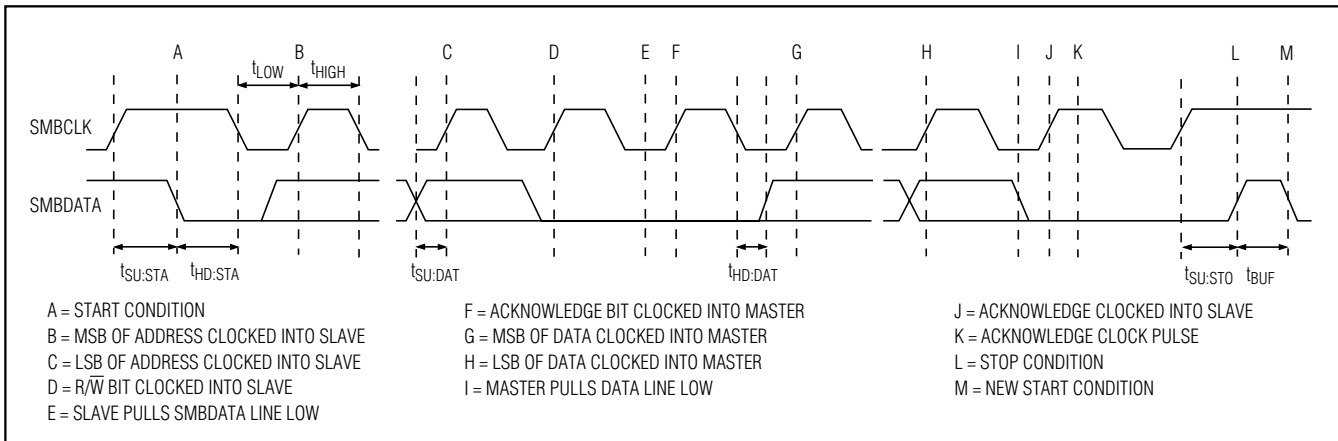 A B C D E F G H I J K L M
tLOW tHIGH
SMBCLK
SMBDATA
tSU:STA tHD:STA tSU:DAT tHD:DAT tSU:STO tBUF
A = START CONDITION
B = MSB OF ADDRESS CLOCKED INTO SLAVE
C = LSB OF ADDRESS CLOCKED INTO SLAVE
D = R/W̅ BIT CLOCKED INTO SLAVE
E = SLAVE PULLS SMBDATA LINE LOW
F = ACKNOWLEDGE BIT CLOCKED INTO MASTER
G = MSB OF DATA CLOCKED INTO MASTER
H = LSB OF DATA CLOCKED INTO MASTER
I = MASTER PULLS DATA LINE LOW
J = ACKNOWLEDGE CLOCKED INTO SLAVE
K = ACKNOWLEDGE CLOCK PULSE
L = STOP CONDITION
M = NEW START CONDITION